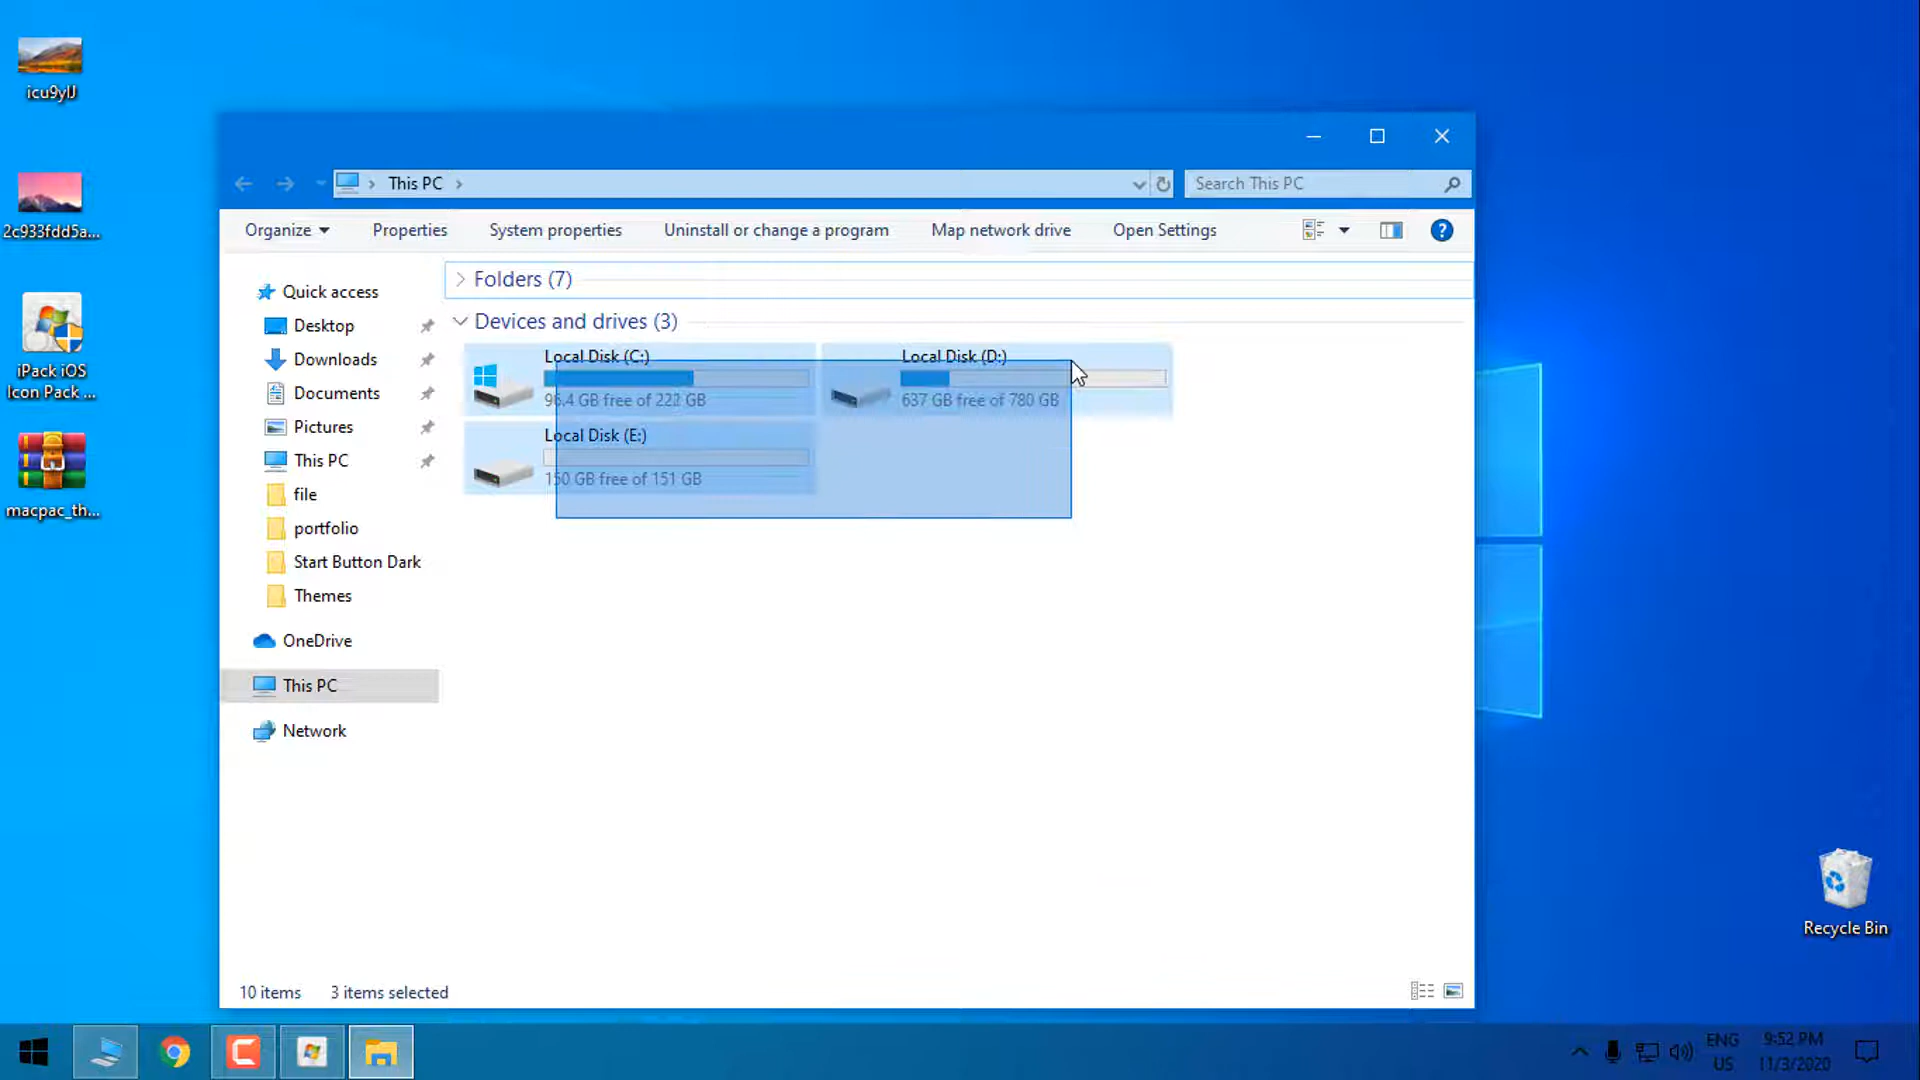 icu9yIJ
2c933fdd5a...
iPack iOS
Icon Pack ...
macpac_th...
This PC
Search This PC
Organize
Properties
System properties
Uninstall or change a program
Map network drive
Open Settings
Quick access
Desktop
Downloads
Documents
Pictures
This PC
file
portfolio
Start Button Dark
Themes
OneDrive
This PC
Network
Folders (7)
Devices and drives (3)
Local Disk (C:)
96.4 GB free of 222 GB
Local Disk (D:)
637 GB free of 780 GB
Local Disk (E:)
150 GB free of 151 GB
10 items
3 items selected
Recycle Bin
ENG
US
9:52 PM
11/3/2020